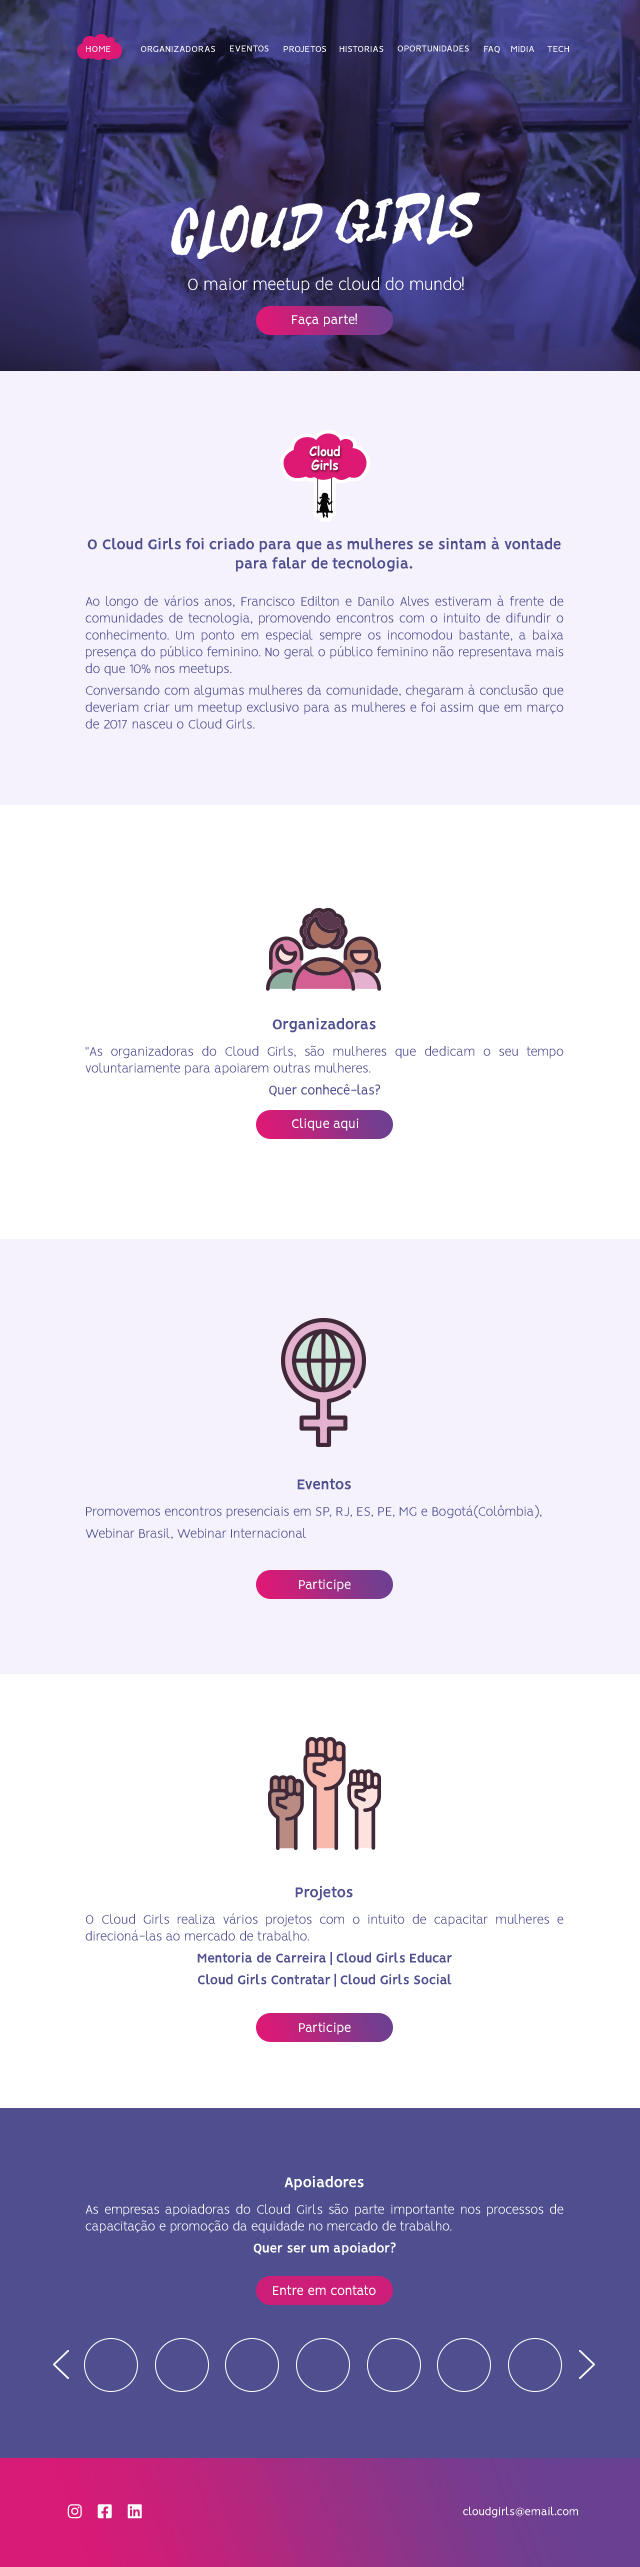 HOME ORGANIZADORAS EVENTOS PROJETOS HISTORIAS OPORTUNIDADES FAQ MIDIA TECH
CLOUD GIRLS
O maior meetup de cloud do mundo!
Faça parte!
Cloud
Girls
O Cloud Girls foi criado para que as mulheres se sintam à vontade
para falar de tecnologia.
Ao longo de vários anos, Francisco Edilton e Danilo Alves estiveram à frente de
comunidades de tecnologia, promovendo encontros com o intuito de difundir o
conhecimento. Um ponto em especial sempre os incomodou bastante, a baixa
presença do público feminino. No geral o público feminino não representava mais
do que 10% nos meetups.
Conversando com algumas mulheres da comunidade, chegaram à conclusão que
deveriam criar um meetup exclusivo para as mulheres e foi assim que em março
de 2017 nasceu o Cloud Girls.
Organizadoras
"As organizadoras do Cloud Girls, são mulheres que dedicam o seu tempo
voluntariamente para apoiarem outras mulheres.
Quer conhecê-las?
Clique aqui
Eventos
Promovemos encontros presenciais em SP, RJ, ES, PE, MG e Bogotá(Colômbia),
Webinar Brasil, Webinar Internacional
Participe
Projetos
O Cloud Girls realiza vários projetos com o intuito de capacitar mulheres e
direcioná-las ao mercado de trabalho.
Mentoria de Carreira | Cloud Girls Educar
Cloud Girls Contratar | Cloud Girls Social
Participe
Apoiadores
As empresas apoiadoras do Cloud Girls são parte importante nos processos de
capacitação e promoção da equidade no mercado de trabalho.
Quer ser um apoiador?
Entre em contato
cloudgirls@email.com